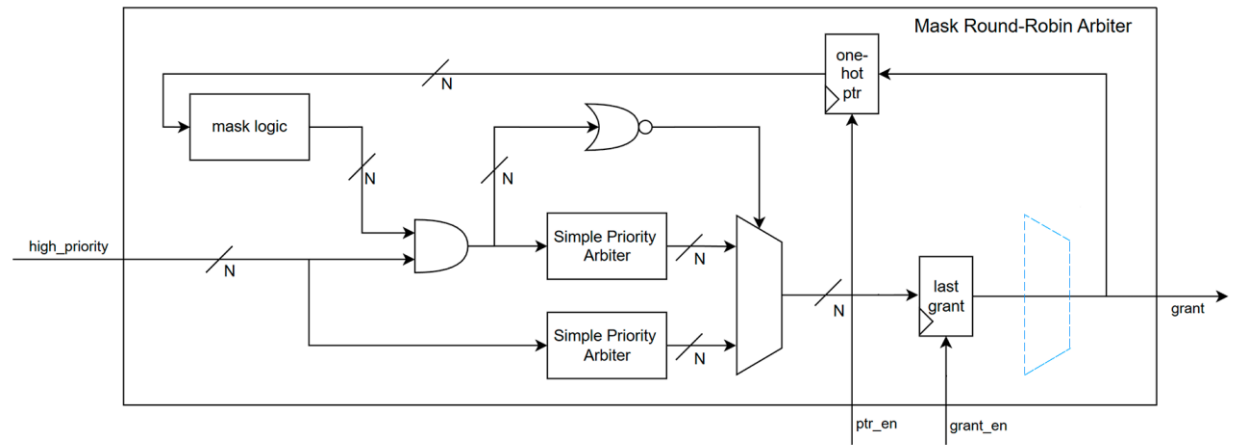 Mask Round-Robin Arbiter
one-
hot
ptr
N
mask logic
N
N
high_priority
N
Simple Priority
Arbiter
N
Simple Priority
Arbiter
N
N
last
grant
grant
ptr_en
grant_en